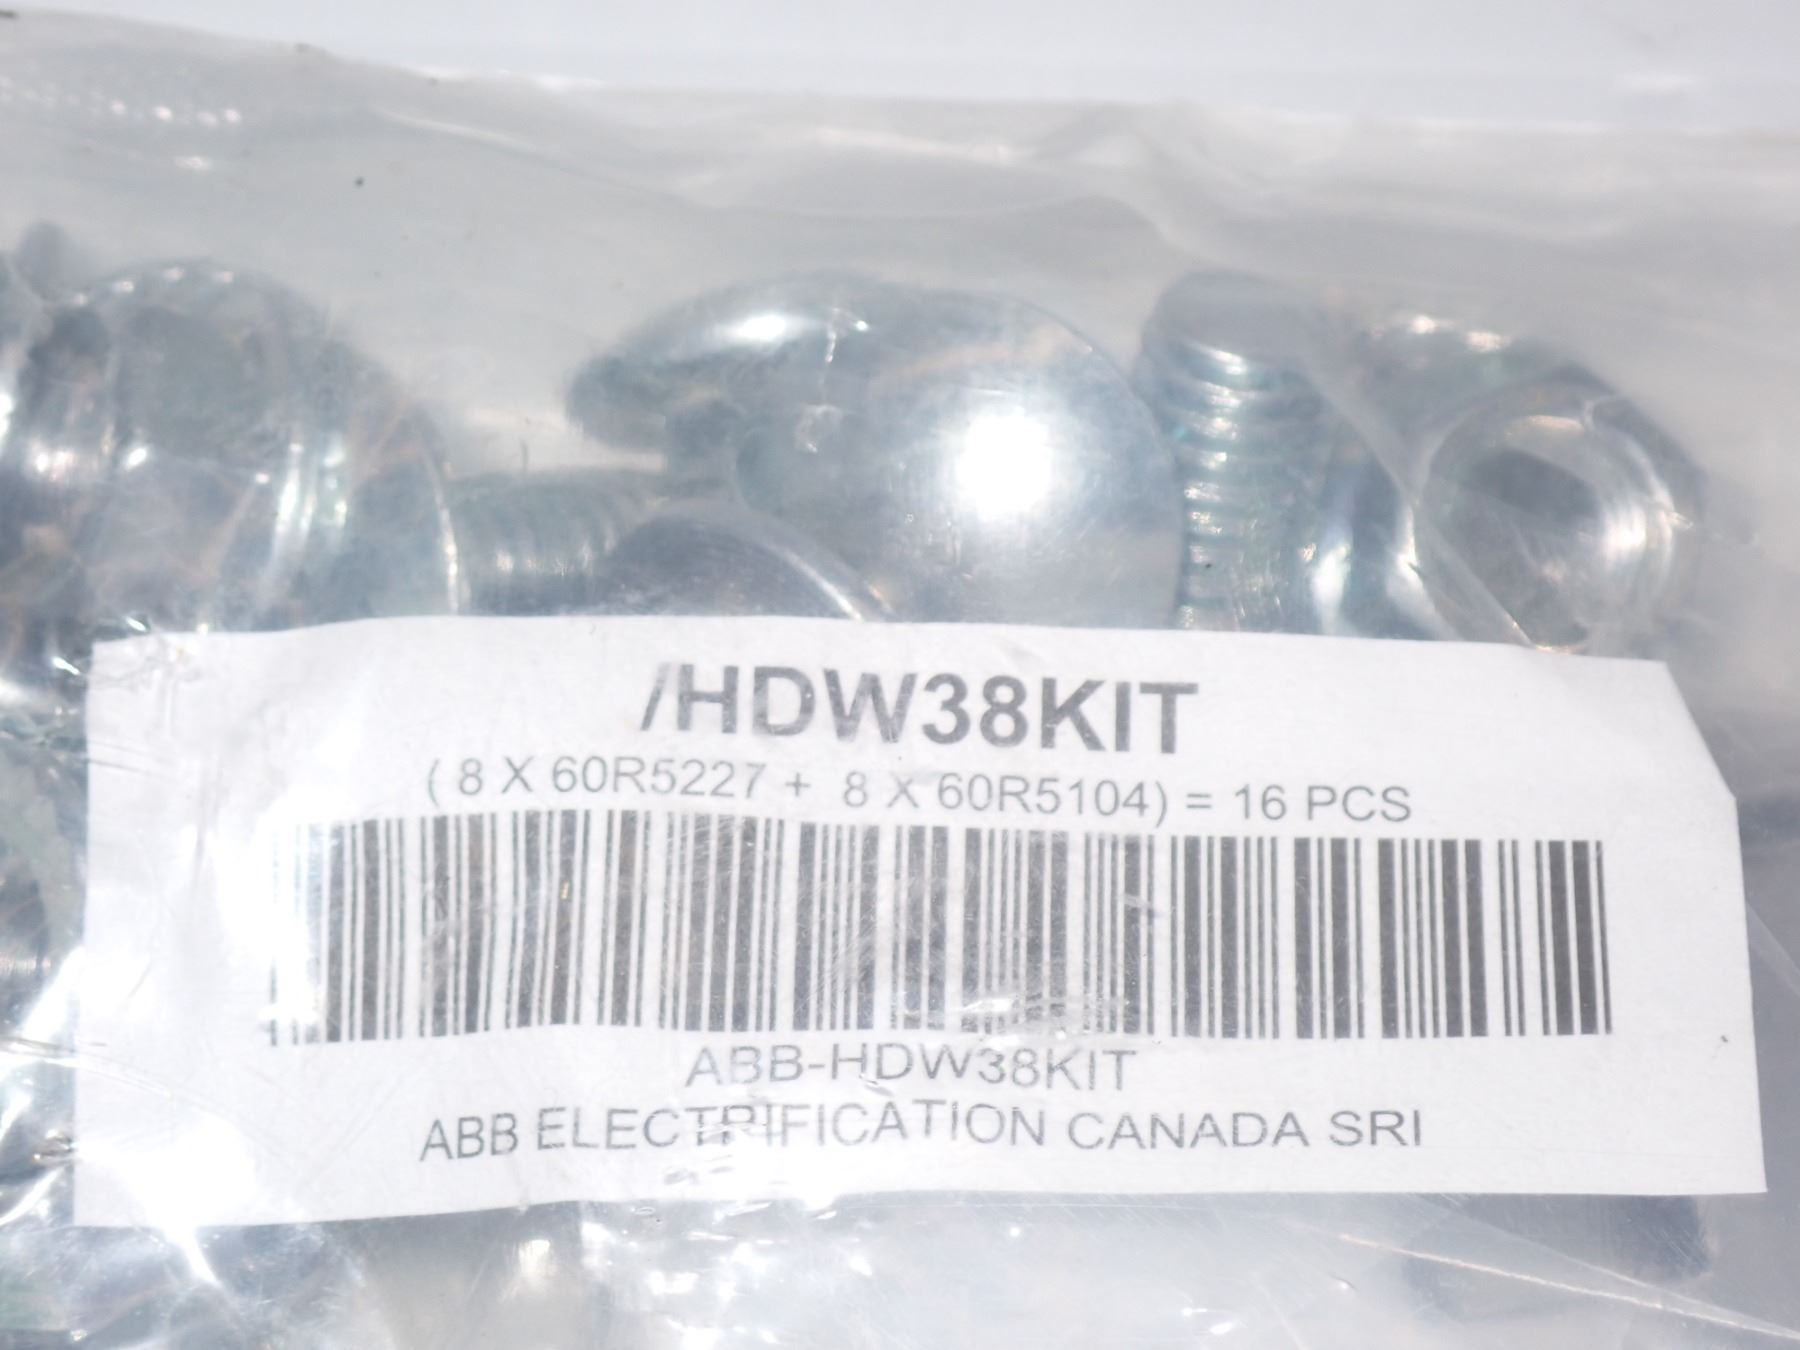 /HDW38KIT
( 8 X 60R5227 + 8 X 60R5104) = 16 PCS
ABB-HDW38KIT
ABB ELECTRIFICATION CANADA SRI